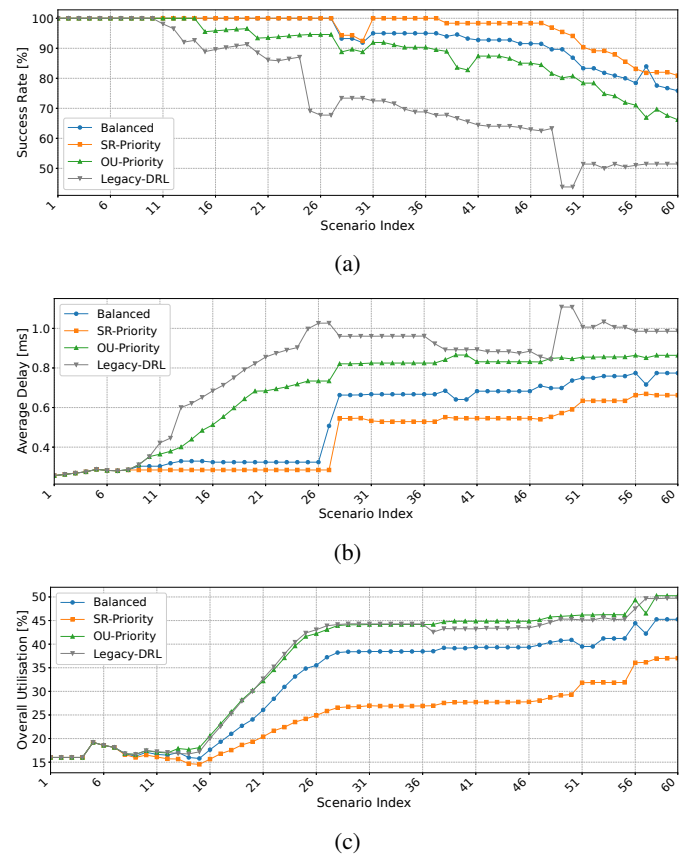 100
90
80
70
60
50
Success Rate [%]
Balanced
SR-Priority
OU-Priority
Legacy-DRL
1 6 11 16 21 26 31 36 41 46 51 56 60
Scenario Index
(a)
1.0
0.8
0.6
0.4
Average Delay [ms]
Balanced
SR-Priority
OU-Priority
Legacy-DRL
1 6 11 16 21 26 31 36 41 46 51 56 60
Scenario Index
(b)
50
45
40
35
30
25
20
15
Overall Utilisation [%]
Balanced
SR-Priority
OU-Priority
Legacy-DRL
1 6 11 16 21 26 31 36 41 46 51 56 60
Scenario Index
(c)